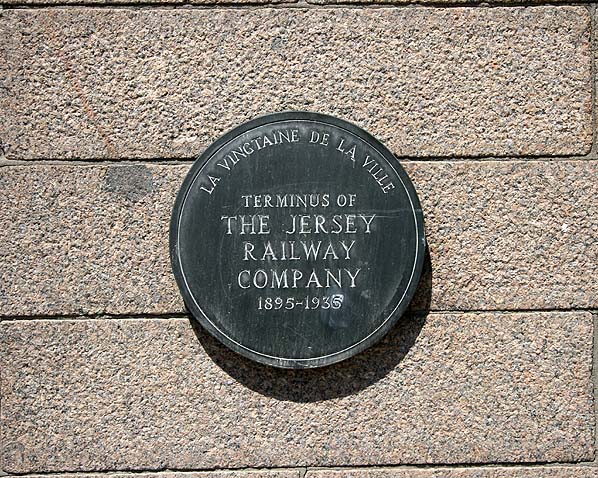 LA VINGTAINE DE LA VILLE
TERMINUS OF
THE JERSEY
RAILWAY
COMPANY
1895-1936